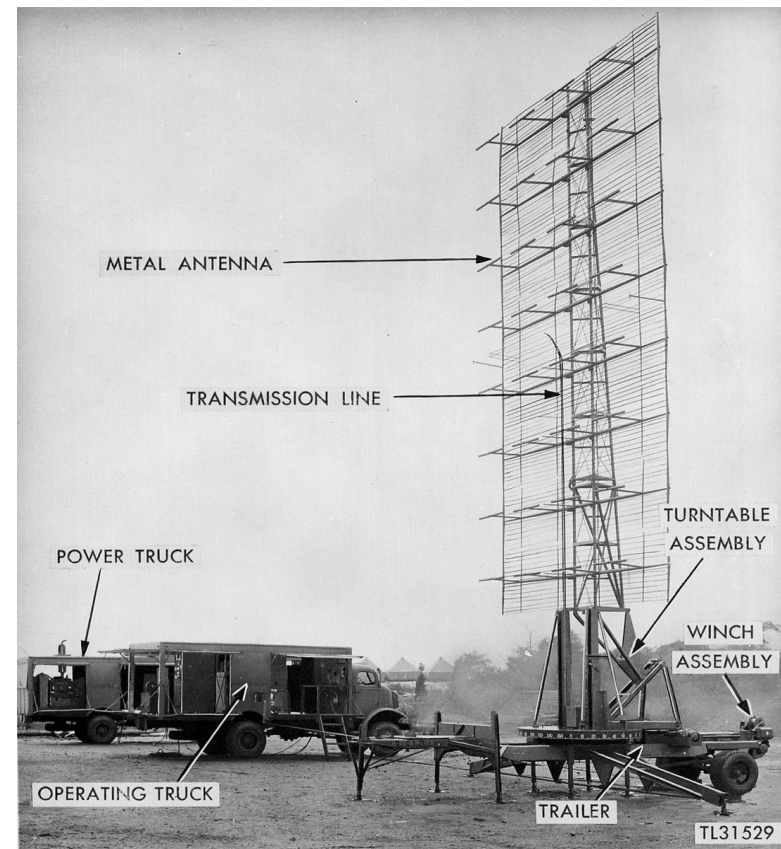 METAL ANTENNA
TRANSMISSION LINE
TURNTABLE
ASSEMBLY
POWER TRUCK
WINCH
ASSEMBLY
OPERATING TRUCK
TRAILER
TL31529